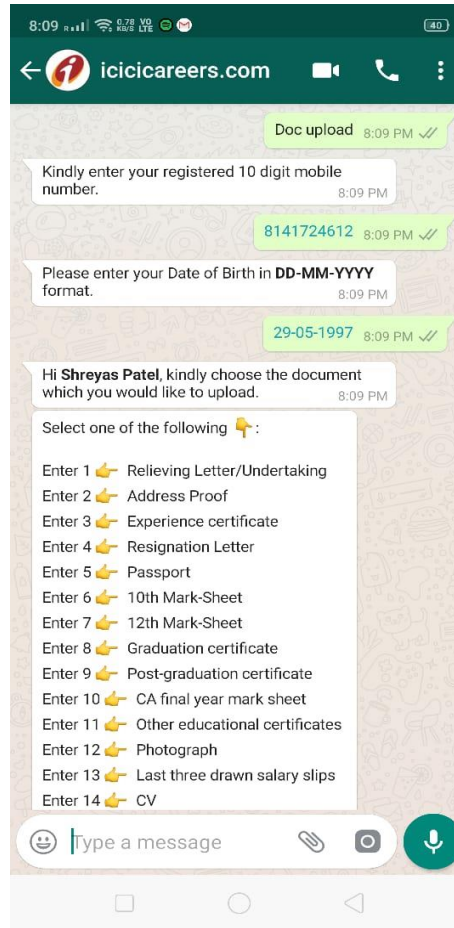 8:09 0.78 KB/S VO LTE 40
icicicareers.com
Doc upload 8:09 PM
Kindly enter your registered 10 digit mobile
number. 8:09 PM
8141724612 8:09 PM
Please enter your Date of Birth in DD-MM-YYYY
format. 8:09 PM
29-05-1997 8:09 PM
Hi Shreyas Patel, kindly choose the document
which you would like to upload. 8:09 PM
Select one of the following 👇:
Enter 1 👉 Relieving Letter/Undertaking
Enter 2 👉 Address Proof
Enter 3 👉 Experience certificate
Enter 4 👉 Resignation Letter
Enter 5 👉 Passport
Enter 6 👉 10th Mark-Sheet
Enter 7 👉 12th Mark-Sheet
Enter 8 👉 Graduation certificate
Enter 9 👉 Post-graduation certificate
Enter 10 👉 CA final year mark sheet
Enter 11 👉 Other educational certificates
Enter 12 👉 Photograph
Enter 13 👉 Last three drawn salary slips
Enter 14 👉 CV
Type a message